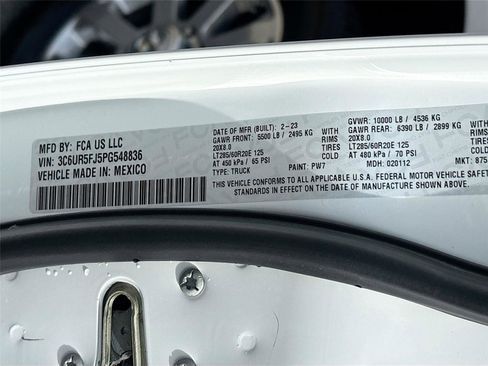 MFD BY: FCA US LLC
VIN: 3C6UR5FJ5PG548836
VEHICLE MADE IN: MEXICO
DATE OF MFR (BUILT): 2-23
GAWR FRONT: 5500 LB / 2495 KG WITH
20X8.0 RIMS
LT285/60R20E 125 TIRES
AT 450 kPa / 65 PSI COLD
TYPE: TRUCK PAINT: PW7
GVWR: 10000 LB / 4536 KG
GAWR REAR: 6390 LB / 2899 KG WITH
20X8.0 RIMS
LT285/60R20E 125
AT 480 kPa / 70 PSI COLD
MDH: 020112 MKT:
THIS VEHICLE CONFORMS TO ALL APPLICABLE U.S.A. FEDERAL MOTOR VEHICLE SAFETY
STANDARDS IN EFFECT ON THE DATE OF MANUFACTURE SHOWN ABOVE.